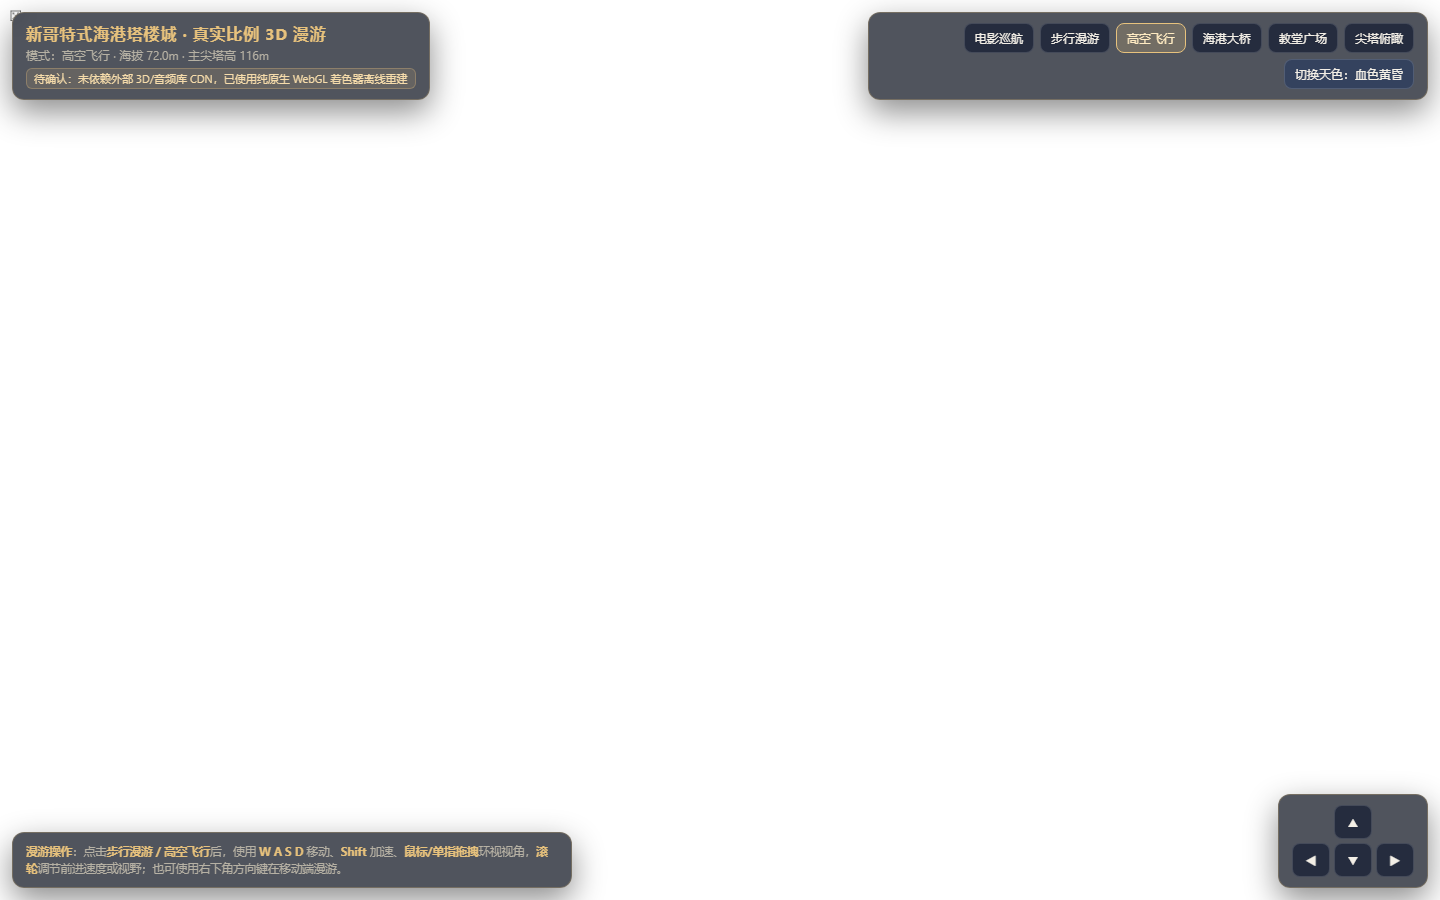 新哥特式海港塔楼城 · 真实比例 3D 漫游
模式：高空飞行 · 海拔 72.0m · 主尖塔高 116m
待确认：未依赖外部 3D/音频库 CDN，已使用纯原生 WebGL 着色器离线重建
电影巡航
步行漫游
高空飞行
海港大桥
教堂广场
尖塔俯瞰
切换天色：血色黄昏
漫游操作：点击步行漫游 / 高空飞行后，使用 W A S D 移动、Shift 加速、鼠标/单指拖拽环视视角，滚
轮调节前进速度或视野；也可使用右下角方向键在移动端漫游。
▲
◀ ▼ ▶